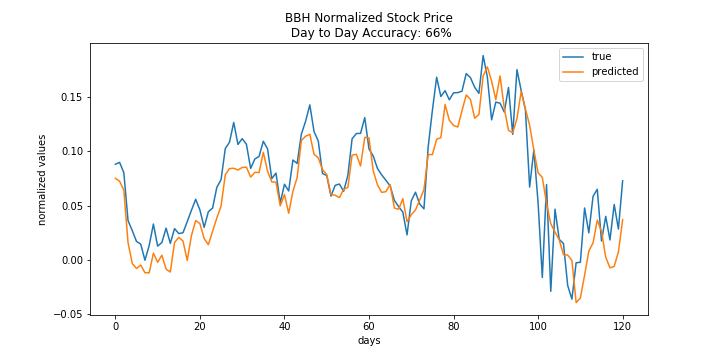 BBH Normalized Stock Price
Day to Day Accuracy: 66%
true
predicted
normalized values
0.15
0.10
0.05
0.00
−0.05
0
20
40
60
80
100
120
days